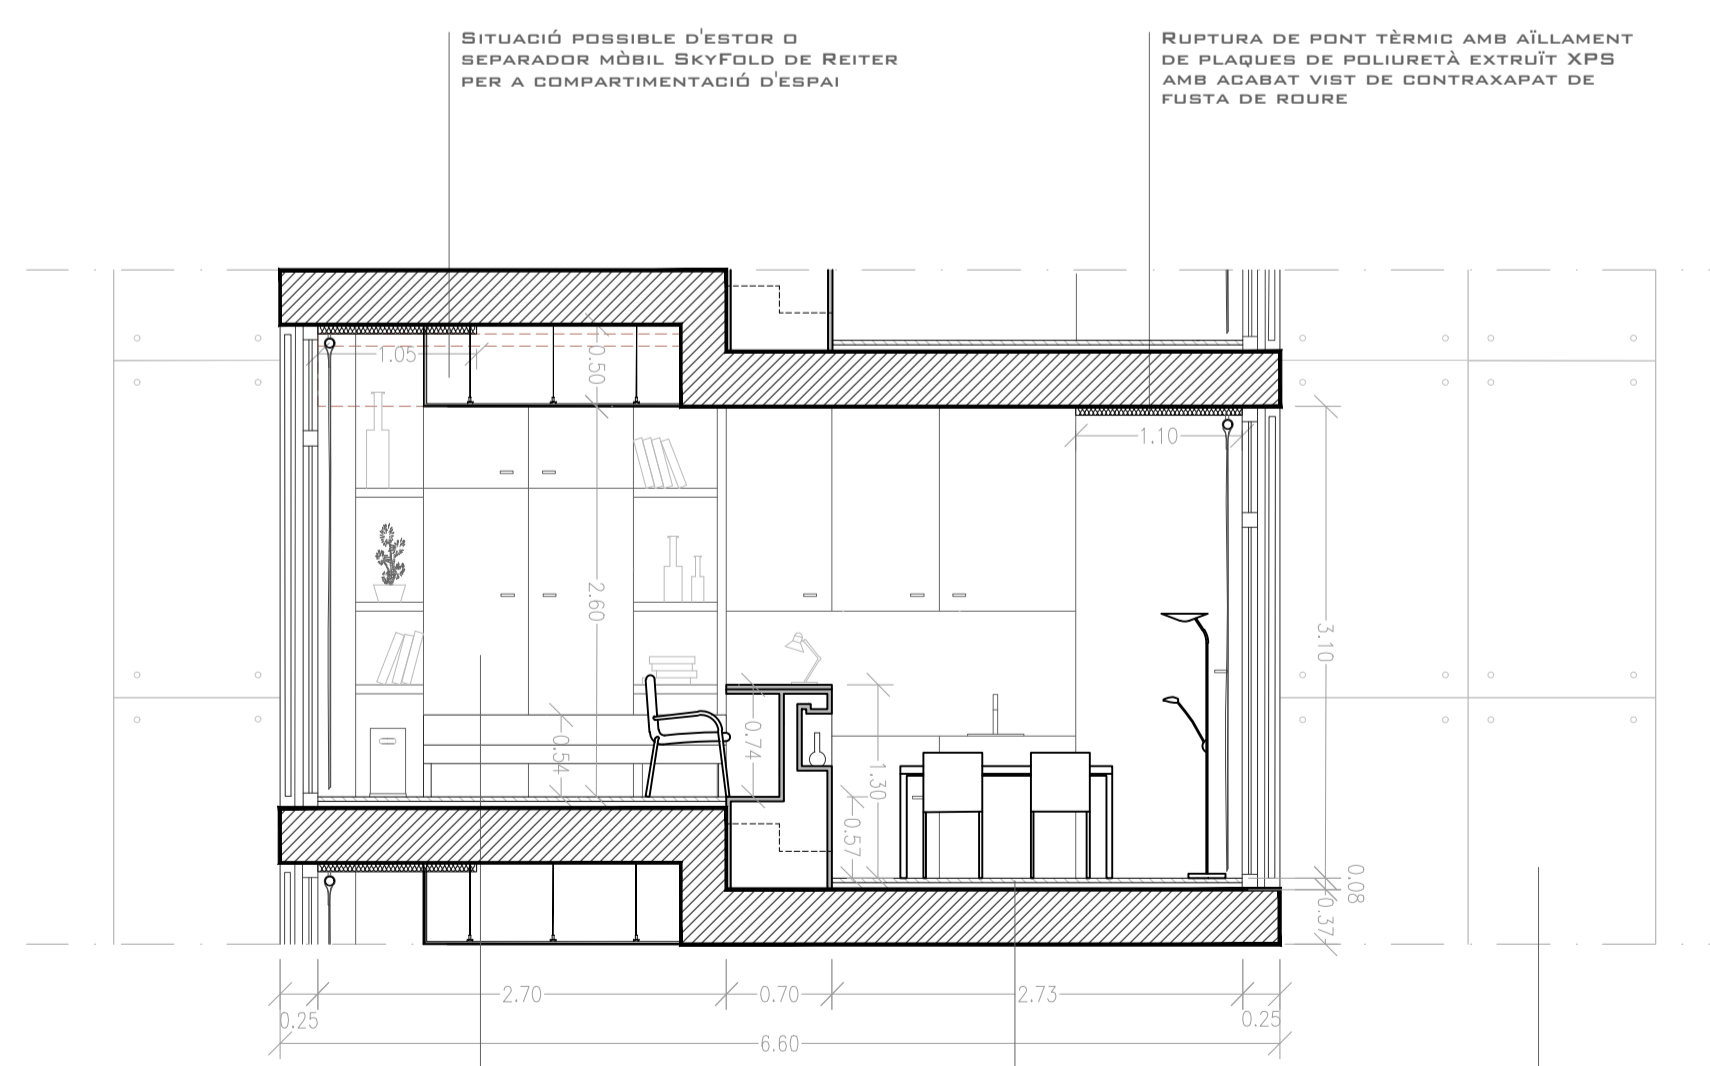 SITUACIÓ POSSIBLE D'ESTOR O
SEPARADOR MÒBIL SKYFOLD DE REITER
PER A COMPARTIMENTACIÓ D'ESPAI
RUPTURA DE PONT TÈRMIC AMB AÏLLAMENT
DE PLAQUES DE POLIURETÀ EXTRUÏT XPS
AMB ACABAT VIST DE CONTRAXAPAT DE
FUSTA DE ROURE
1.05
0.50
1.10
2.60
3.10
0.54
0.74
1.30
0.57
0.08
0.37
2.70
0.70
2.73
0.25
0.25
6.60